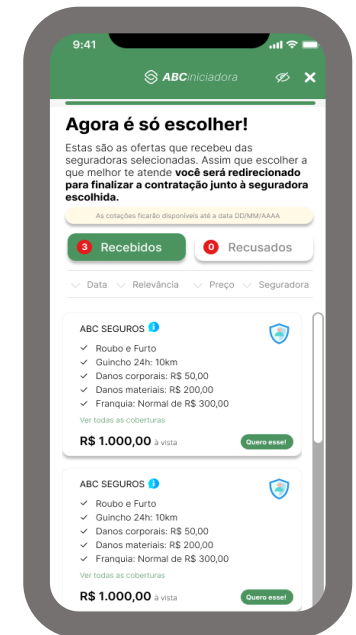 9:41
ABCiniciadora
Agora é só escolher!
Estas são as ofertas que recebeu das
seguradoras selecionadas. Assim que escolher a
que melhor te atende você será redirecionado
para finalizar a contratação junto à seguradora
escolhida.
As cotações ficarão disponíveis até a data DD/MM/AAAA
3 Recebidos
0 Recusados
Data Relevância Preço Seguradora
ABC SEGUROS i
Roubo e Furto
Guincho 24h: 10km
Danos corporais: R$ 50,00
Danos materiais: R$ 200,00
Franquia: Normal de R$ 300,00
Ver todas as coberturas
R$ 1.000,00 à vista
Quero esse!
ABC SEGUROS i
Roubo e Furto
Guincho 24h: 10km
Danos corporais: R$ 50,00
Danos materiais: R$ 200,00
Franquia: Normal de R$ 300,00
Ver todas as coberturas
R$ 1.000,00 à vista
Quero esse!